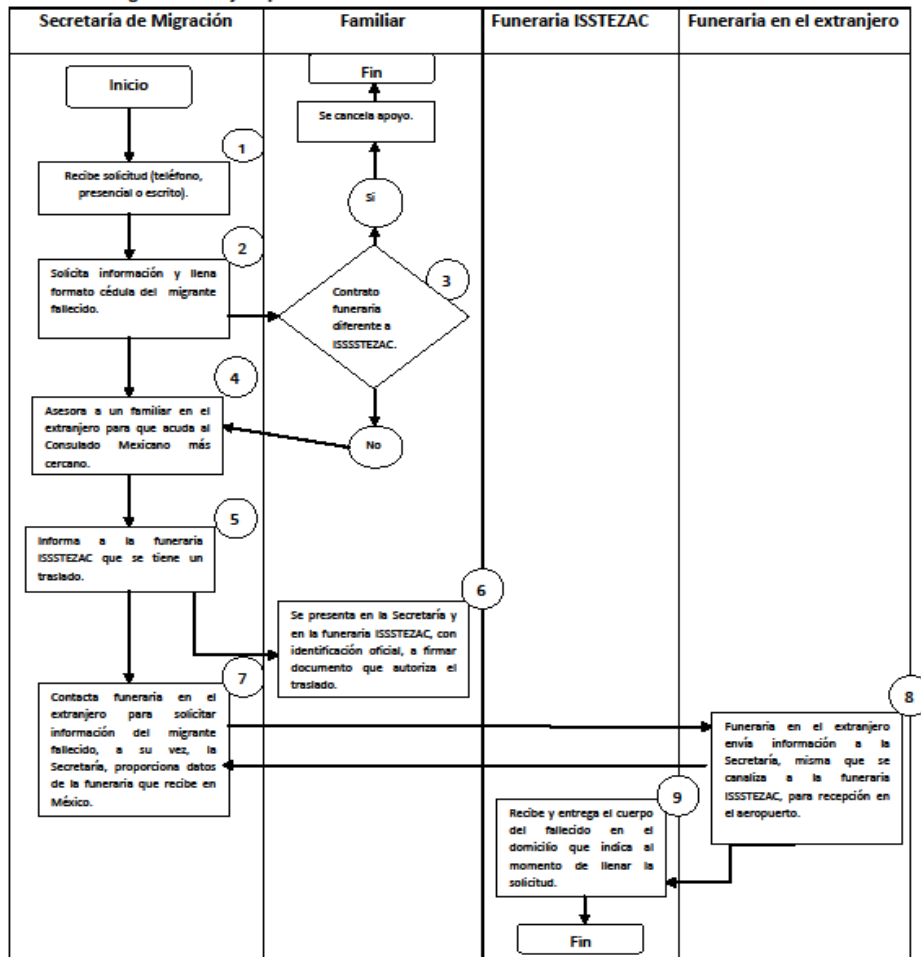 Secretaría de Migración
Familiar
Funeraria ISSTEZAC
Funeraria en el extranjero
Inicio
Fin
Se cancela apoyo.
1
Recibe solicitud (teléfono,
presencial o escrito).
Si
2
Solicita información y llena
formato cédula del migrante
fallecido.
3
Contrato
funeraria
diferente a
ISSSSTEZAC.
4
Asesora a un familiar en el
extranjero para que acuda al
Consulado Mexicano más
cercano.
No
5
Informa a la funeraria
ISSSTEZAC que se tiene un
traslado.
6
Se presenta en la Secretaría y
en la funeraria ISSSTEZAC, con
identificación oficial, a firmar
documento que autoriza el
traslado.
7
Contacta funeraria en el
extranjero para solicitar
información del migrante
fallecido, a su vez, la
Secretaría, proporciona datos
de la funeraria que recibe en
México.
8
Funeraria en el extranjero
envía información a la
Secretaría, misma que se
canaliza a la funeraria
ISSSTEZAC, para recepción en
el aeropuerto.
9
Recibe y entrega el cuerpo
del fallecido en el
domicilio que indica al
momento de llenar la
solicitud.
Fin